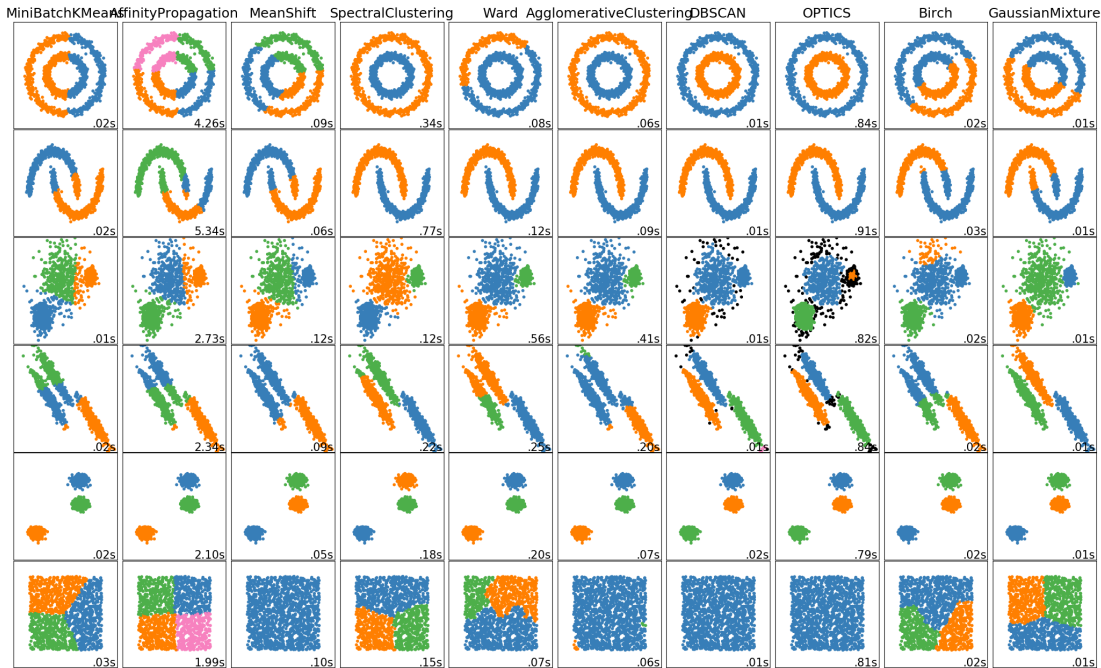 MiniBatchKMeans AffinityPropagation MeanShift SpectralClustering Ward AgglomerativeClustering DBSCAN OPTICS Birch GaussianMixture
.02s 4.26s .09s .34s .08s .06s .01s .84s .02s .01s
.02s 5.34s .06s .77s .12s .09s .01s .91s .03s .01s
.01s 2.73s .12s .12s .56s .41s .01s .82s .02s .01s
.02s 2.34s .09s .22s .25s .20s .01s .84s .02s .01s
.02s 2.10s .05s .18s .20s .07s .02s .79s .02s .01s
.03s 1.99s .10s .15s .07s .06s .01s .81s .02s .01s